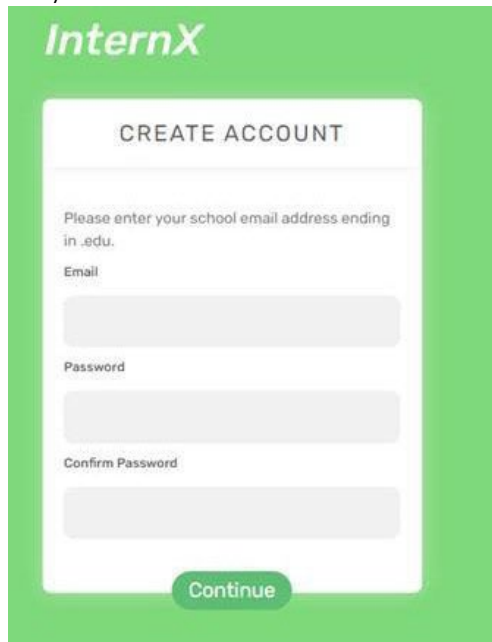 InternX
CREATE ACCOUNT
Please enter your school email address ending
in .edu.
Email
Password
Confirm Password
Continue